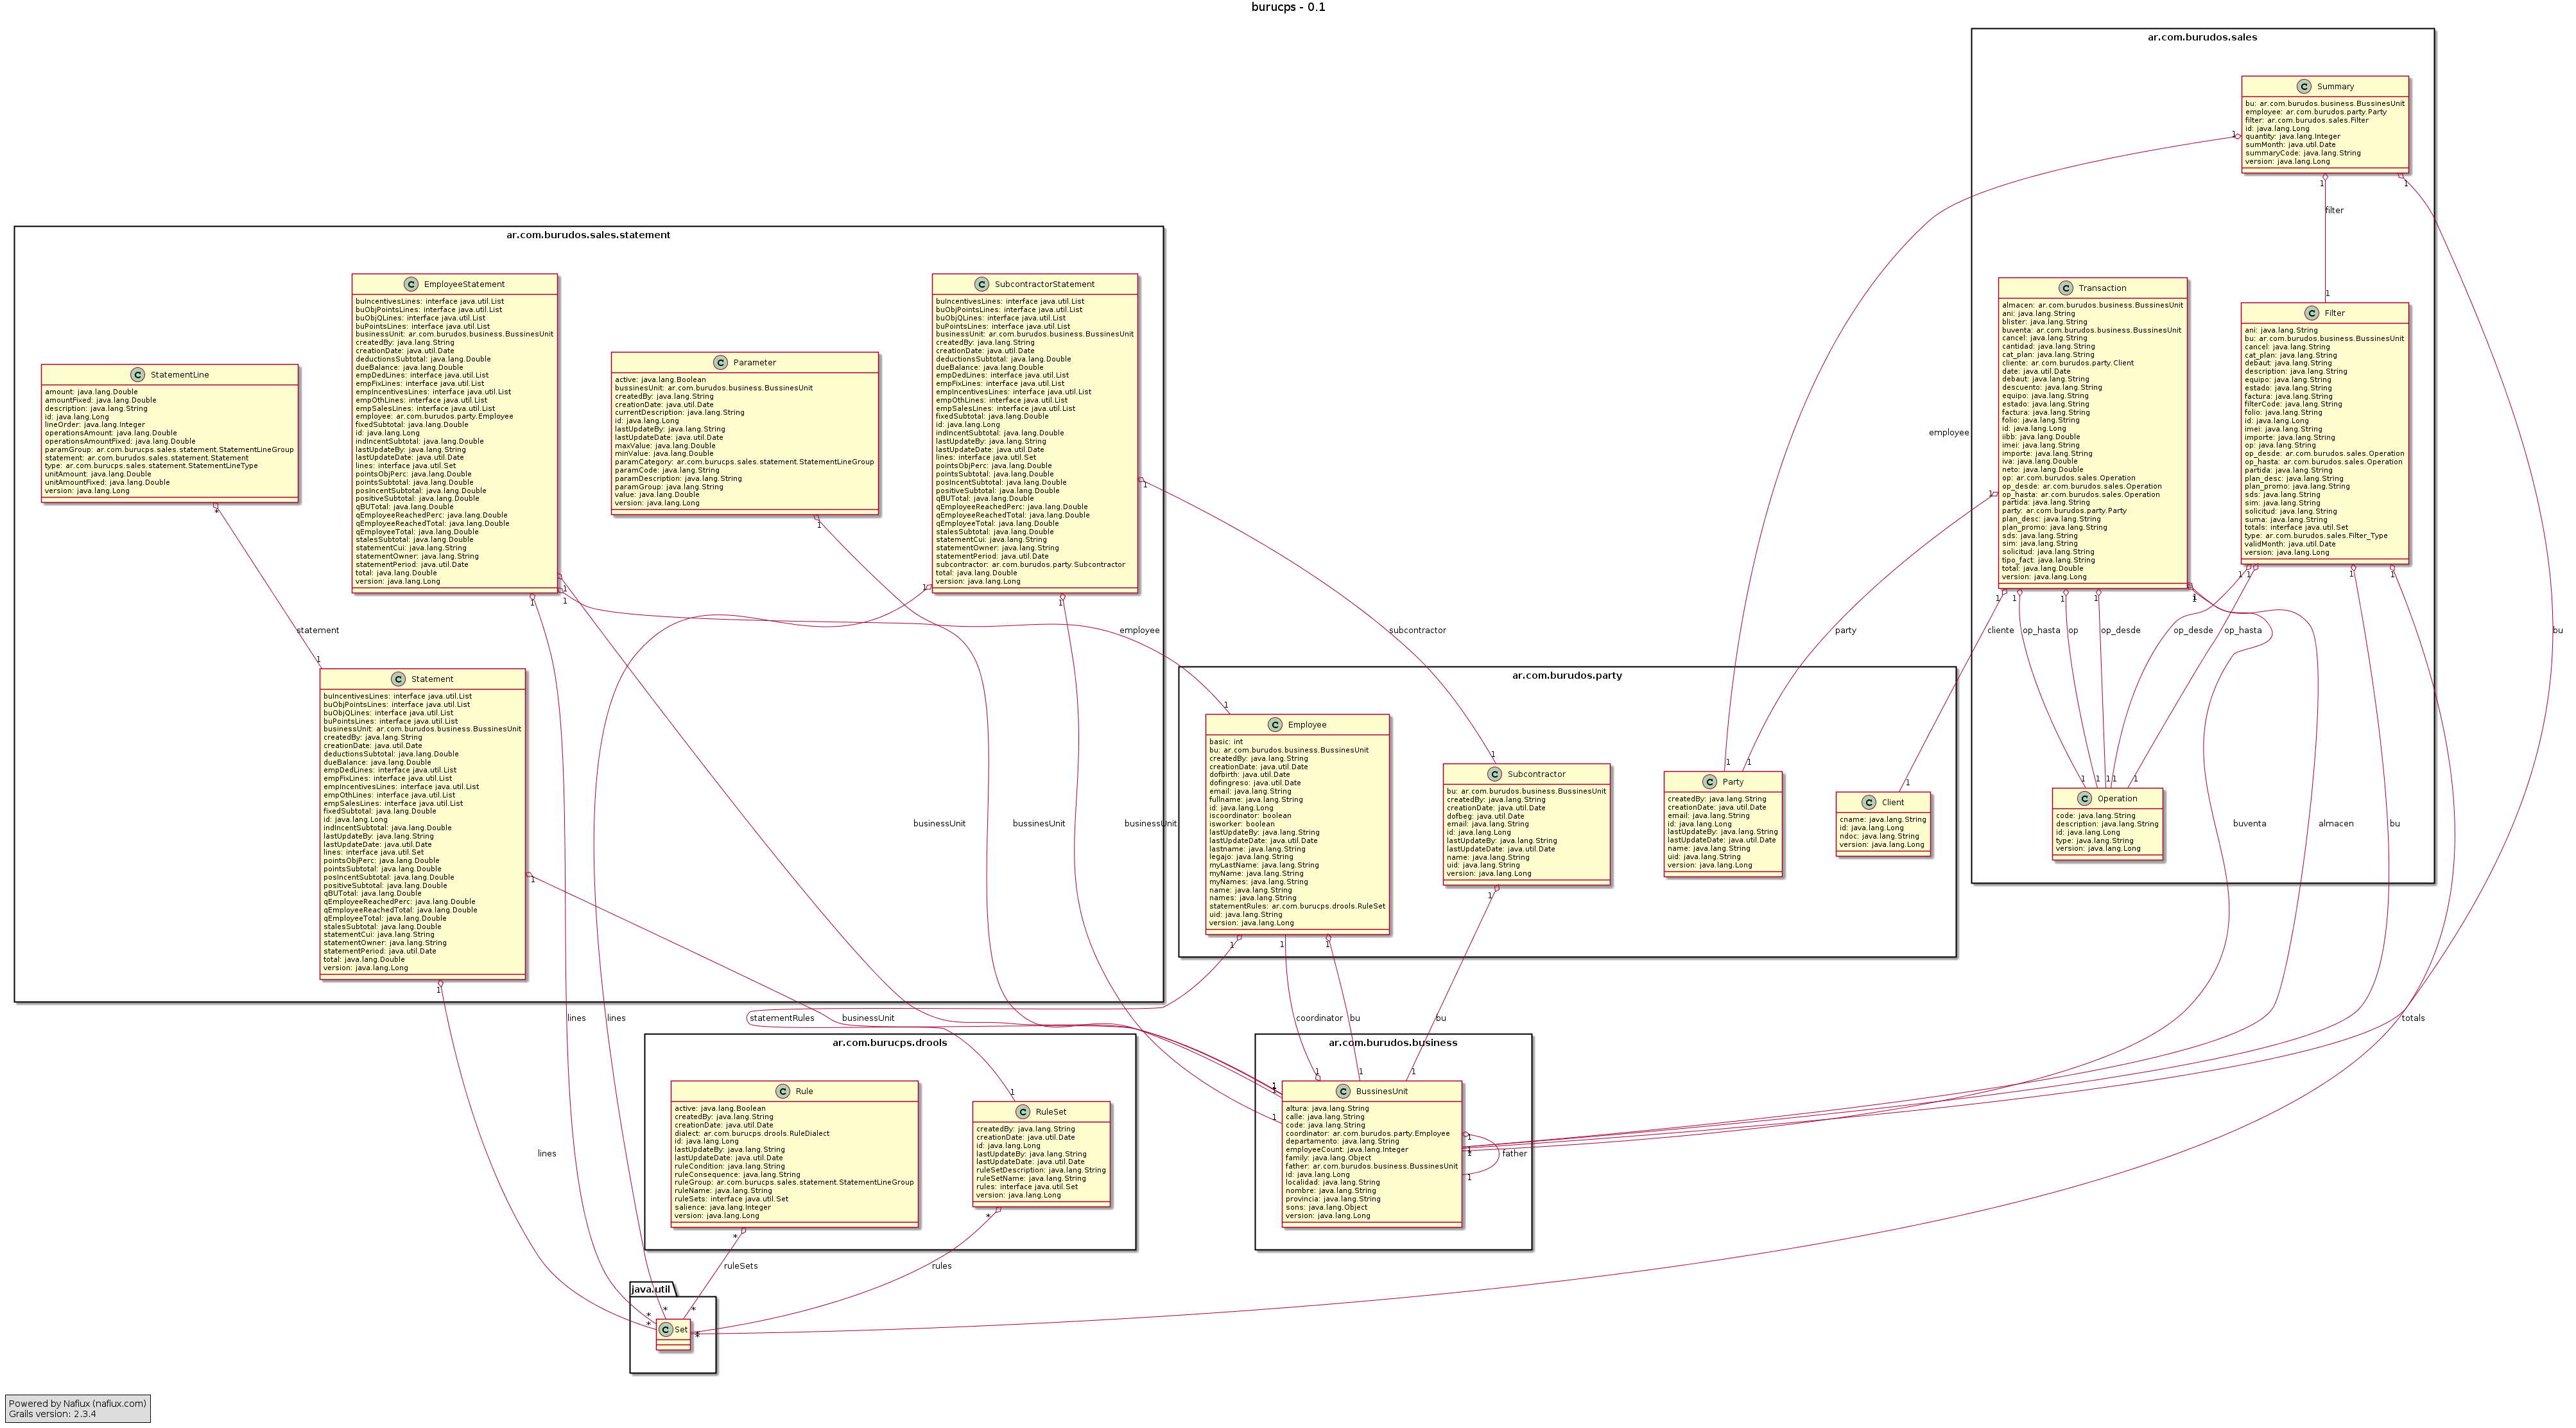 burucps - 0.1
ar.com.burudos.sales
Summary
bu: ar.com.burudos.business.BussinesUnit
employee: ar.com.burudos.party.Party
filter: ar.com.burudos.sales.Filter
id: java.lang.Long
quantity: java.lang.Integer
sumMonth: java.util.Date
summaryCode: java.lang.String
version: java.lang.Long
1
1
1
filter
employee
bu
1
Transaction
almacen: ar.com.burudos.business.BussinesUnit
ani: java.lang.String
blister: java.lang.String
buventa: ar.com.burudos.business.BussinesUnit
cancel: java.lang.String
cantidad: java.lang.String
cat_plan: java.lang.String
cliente: ar.com.burudos.party.Client
date: java.util.Date
debaut: java.lang.String
descuento: java.lang.String
equipo: java.lang.String
estado: java.lang.String
factura: java.lang.String
folio: java.lang.String
id: java.lang.Long
iibb: java.lang.Double
imei: java.lang.String
importe: java.lang.String
iva: java.lang.Double
neto: java.lang.Double
op: ar.com.burudos.sales.Operation
op_desde: ar.com.burudos.sales.Operation
op_hasta: ar.com.burudos.sales.Operation
partida: java.lang.String
party: ar.com.burudos.party.Party
plan_desc: java.lang.String
plan_promo: java.lang.String
sds: java.lang.String
sim: java.lang.String
solicitud: java.lang.String
tipo_fact: java.lang.String
total: java.lang.Double
version: java.lang.Long
Filter
ani: java.lang.String
bu: ar.com.burudos.business.BussinesUnit
cancel: java.lang.String
cat_plan: java.lang.String
debaut: java.lang.String
description: java.lang.String
equipo: java.lang.String
estado: java.lang.String
factura: java.lang.String
filterCode: java.lang.String
folio: java.lang.String
id: java.lang.Long
imei: java.lang.String
importe: java.lang.String
op: java.lang.String
op_desde: ar.com.burudos.sales.Operation
op_hasta: ar.com.burudos.sales.Operation
partida: java.lang.String
plan_desc: java.lang.String
plan_promo: java.lang.String
sds: java.lang.String
sim: java.lang.String
solicitud: java.lang.String
suma: java.lang.String
totals: interface java.util.Set
type: ar.com.burudos.sales.Filter_Type
validMonth: java.util.Date
version: java.lang.Long
cliente
op_hasta
op
op_desde
op_desde
op_hasta
party
buventa
almacen
bu
totals
Operation
code: java.lang.String
description: java.lang.String
id: java.lang.Long
type: java.lang.String
version: java.lang.Long
ar.com.burudos.sales.statement
StatementLine
amount: java.lang.Double
amountFixed: java.lang.Double
description: java.lang.String
id: java.lang.Long
lineOrder: java.lang.Integer
operationsAmount: java.lang.Double
operationsAmountFixed: java.lang.Double
paramGroup: ar.com.burucps.sales.statement.StatementLineGroup
statement: ar.com.burudos.sales.statement.Statement
type: ar.com.burucps.sales.statement.StatementLineType
unitAmount: java.lang.Double
unitAmountFixed: java.lang.Double
version: java.lang.Long
*
statement
1
EmployeeStatement
buIncentivesLines: interface java.util.List
buObjPointsLines: interface java.util.List
buObjQLines: interface java.util.List
buPointsLines: interface java.util.List
businessUnit: ar.com.burudos.business.BussinesUnit
createdBy: java.lang.String
creationDate: java.util.Date
deductionsSubtotal: java.lang.Double
dueBalance: java.lang.Double
empDedLines: interface java.util.List
empFixLines: interface java.util.List
empIncentivesLines: interface java.util.List
empOthLines: interface java.util.List
empSalesLines: interface java.util.List
employee: ar.com.burudos.party.Employee
fixedSubtotal: java.lang.Double
id: java.lang.Long
indIncentSubtotal: java.lang.Double
lastUpdateBy: java.lang.String
lastUpdateDate: java.util.Date
lines: interface java.util.Set
pointsObjPerc: java.lang.Double
pointsSubtotal: java.lang.Double
posIncentSubtotal: java.lang.Double
positiveSubtotal: java.lang.Double
qBUTotal: java.lang.Double
qEmployeeReachedPerc: java.lang.Double
qEmployeeReachedTotal: java.lang.Double
qEmployeeTotal: java.lang.Double
stalesSubtotal: java.lang.Double
statementCui: java.lang.String
statementOwner: java.lang.String
statementPeriod: java.util.Date
total: java.lang.Double
version: java.lang.Long
Parameter
active: java.lang.Boolean
bussinesUnit: ar.com.burudos.business.BussinesUnit
createdBy: java.lang.String
creationDate: java.util.Date
currentDescription: java.lang.String
id: java.lang.Long
lastUpdateBy: java.lang.String
lastUpdateDate: java.util.Date
maxValue: java.lang.Double
minValue: java.lang.Double
paramCategory: ar.com.burucps.sales.statement.StatementLineGroup
paramCode: java.lang.String
paramDescription: java.lang.String
paramGroup: java.lang.String
value: java.lang.Double
version: java.lang.Long
SubcontractorStatement
buIncentivesLines: interface java.util.List
buObjPointsLines: interface java.util.List
buObjQLines: interface java.util.List
buPointsLines: interface java.util.List
businessUnit: ar.com.burudos.business.BussinesUnit
createdBy: java.lang.String
creationDate: java.util.Date
deductionsSubtotal: java.lang.Double
dueBalance: java.lang.Double
empDedLines: interface java.util.List
empFixLines: interface java.util.List
empIncentivesLines: interface java.util.List
empOthLines: interface java.util.List
empSalesLines: interface java.util.List
fixedSubtotal: java.lang.Double
id: java.lang.Long
indIncentSubtotal: java.lang.Double
lastUpdateBy: java.lang.String
lastUpdateDate: java.util.Date
lines: interface java.util.Set
pointsObjPerc: java.lang.Double
pointsSubtotal: java.lang.Double
posIncentSubtotal: java.lang.Double
positiveSubtotal: java.lang.Double
qBUTotal: java.lang.Double
qEmployeeReachedPerc: java.lang.Double
qEmployeeReachedTotal: java.lang.Double
qEmployeeTotal: java.lang.Double
stalesSubtotal: java.lang.Double
statementCui: java.lang.String
statementOwner: java.lang.String
statementPeriod: java.util.Date
subcontractor: ar.com.burudos.party.Subcontractor
total: java.lang.Double
version: java.lang.Long
employee
subcontractor
Statement
buIncentivesLines: interface java.util.List
buObjPointsLines: interface java.util.List
buObjQLines: interface java.util.List
buPointsLines: interface java.util.List
businessUnit: ar.com.burudos.business.BussinesUnit
createdBy: java.lang.String
creationDate: java.util.Date
deductionsSubtotal: java.lang.Double
dueBalance: java.lang.Double
empDedLines: interface java.util.List
empFixLines: interface java.util.List
empIncentivesLines: interface java.util.List
empOthLines: interface java.util.List
empSalesLines: interface java.util.List
fixedSubtotal: java.lang.Double
id: java.lang.Long
indIncentSubtotal: java.lang.Double
lastUpdateBy: java.lang.String
lastUpdateDate: java.util.Date
lines: interface java.util.Set
pointsObjPerc: java.lang.Double
pointsSubtotal: java.lang.Double
posIncentSubtotal: java.lang.Double
positiveSubtotal: java.lang.Double
qBUTotal: java.lang.Double
qEmployeeReachedPerc: java.lang.Double
qEmployeeReachedTotal: java.lang.Double
qEmployeeTotal: java.lang.Double
stalesSubtotal: java.lang.Double
statementCui: java.lang.String
statementOwner: java.lang.String
statementPeriod: java.util.Date
total: java.lang.Double
version: java.lang.Long
businessUnit
bussinesUnit
businessUnit
ar.com.burudos.party
Employee
basic: int
bu: ar.com.burudos.business.BussinesUnit
createdBy: java.lang.String
creationDate: java.util.Date
dofbirth: java.util.Date
dofingreso: java.util.Date
email: java.lang.String
fullname: java.lang.String
id: java.lang.Long
iscoordinator: boolean
isworker: boolean
lastUpdateBy: java.lang.String
lastUpdateDate: java.util.Date
lastname: java.lang.String
legajo: java.lang.String
myLastName: java.lang.String
myName: java.lang.String
myNames: java.lang.String
name: java.lang.String
names: java.lang.String
statementRules: ar.com.burucps.drools.RuleSet
uid: java.lang.String
version: java.lang.Long
Subcontractor
bu: ar.com.burudos.business.BussinesUnit
createdBy: java.lang.String
creationDate: java.util.Date
dofbeg: java.util.Date
email: java.lang.String
id: java.lang.Long
lastUpdateBy: java.lang.String
lastUpdateDate: java.util.Date
name: java.lang.String
uid: java.lang.String
version: java.lang.Long
Party
createdBy: java.lang.String
creationDate: java.util.Date
email: java.lang.String
id: java.lang.Long
lastUpdateBy: java.lang.String
lastUpdateDate: java.util.Date
name: java.lang.String
uid: java.lang.String
version: java.lang.Long
Client
cname: java.lang.String
id: java.lang.Long
ndoc: java.lang.String
version: java.lang.Long
lines
lines
statementRules
businessUnit
coordinator
bu
bu
ar.com.burucps.drools
Rule
active: java.lang.Boolean
createdBy: java.lang.String
creationDate: java.util.Date
dialect: ar.com.burucps.drools.RuleDialect
id: java.lang.Long
lastUpdateBy: java.lang.String
lastUpdateDate: java.util.Date
ruleCondition: java.lang.String
ruleConsequence: java.lang.String
ruleGroup: ar.com.burucps.sales.statement.StatementLineGroup
ruleName: java.lang.String
ruleSets: interface java.util.Set
salience: java.lang.Integer
version: java.lang.Long
RuleSet
createdBy: java.lang.String
creationDate: java.util.Date
id: java.lang.Long
lastUpdateBy: java.lang.String
lastUpdateDate: java.util.Date
ruleSetDescription: java.lang.String
ruleSetName: java.lang.String
rules: interface java.util.Set
version: java.lang.Long
ar.com.burudos.business
BussinesUnit
altura: java.lang.String
calle: java.lang.String
code: java.lang.String
coordinator: ar.com.burudos.party.Employee
departamento: java.lang.String
employeeCount: java.lang.Integer
family: java.lang.Object
father: ar.com.burudos.business.BussinesUnit
id: java.lang.Long
localidad: java.lang.String
nombre: java.lang.String
provincia: java.lang.String
sons: java.lang.Object
version: java.lang.Long
father
lines
ruleSets
rules
java.util
Set
Powered by Nafiux (nafiux.com)
Grails version: 2.3.4